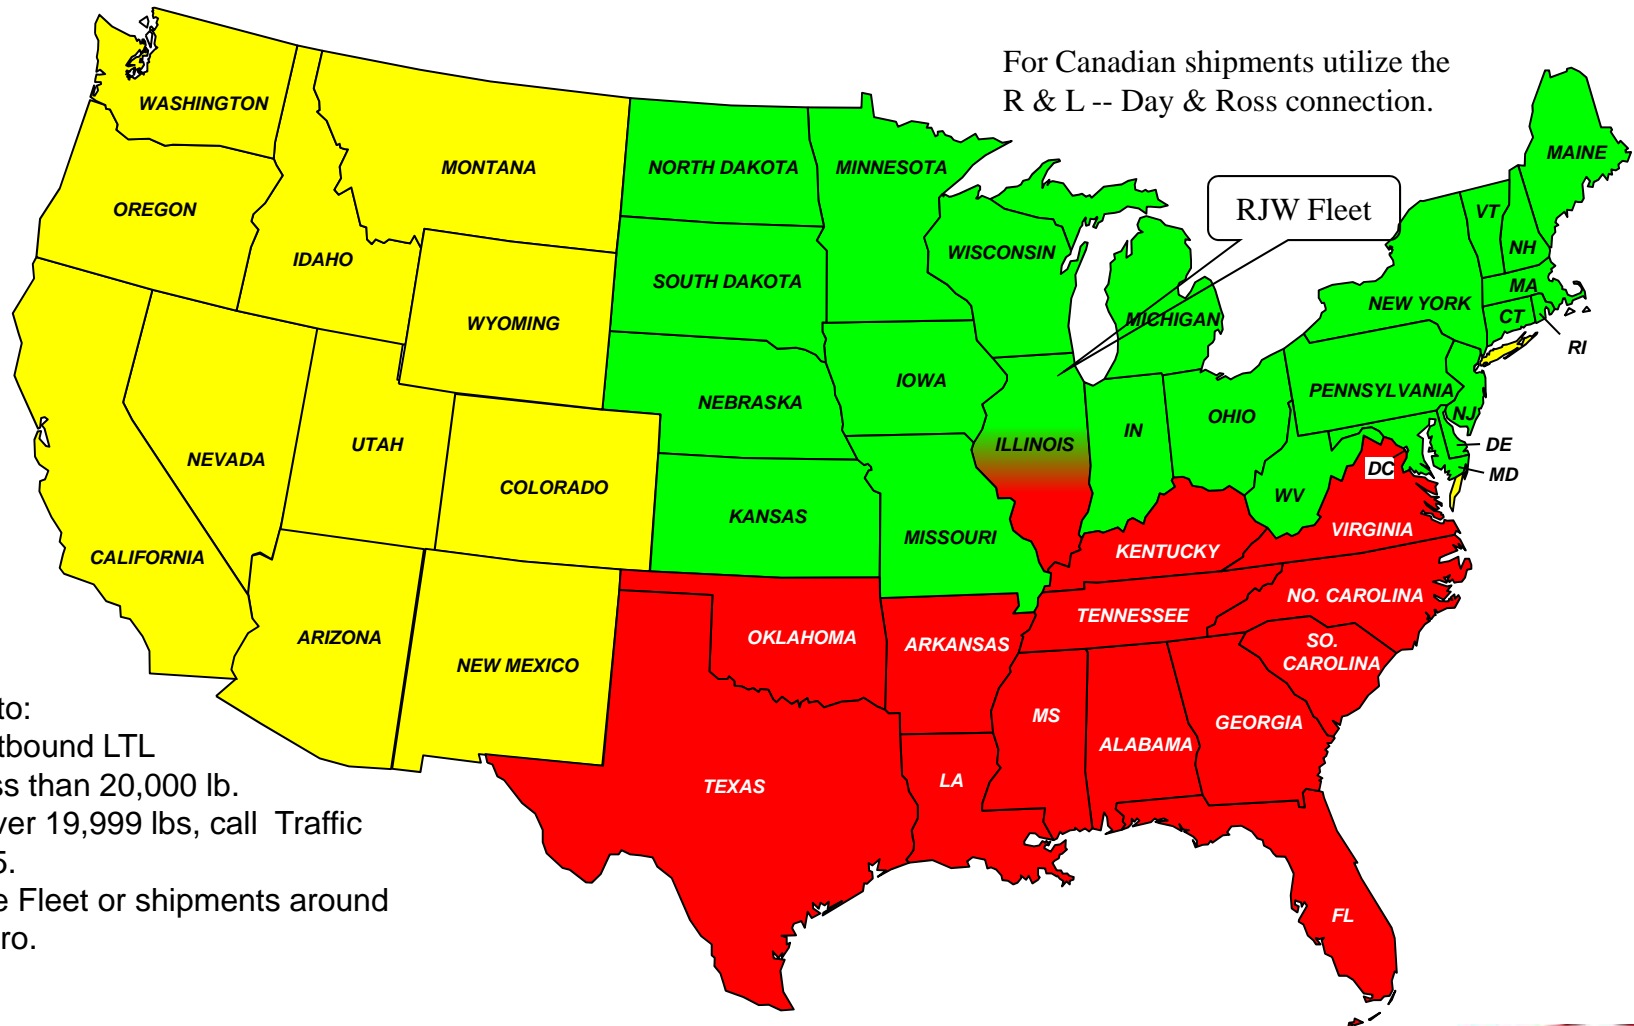 For Canadian shipments utilize the
R & L -- Day & Ross connection.
RJW Fleet
WASHINGTON
OREGON
IDAHO
MONTANA
WYOMING
NEVADA
UTAH
COLORADO
CALIFORNIA
ARIZONA
NEW MEXICO
NORTH DAKOTA
MINNESOTA
SOUTH DAKOTA
WISCONSIN
MICHIGAN
NEBRASKA
IOWA
ILLINOIS
IN
OHIO
KANSAS
MISSOURI
WV
PENNSYLVANIA
NEW YORK
VT
NH
MAINE
MA
CT
RI
NJ
DE
MD
DC
VIRGINIA
KENTUCKY
NO. CAROLINA
TENNESSEE
SO.
CAROLINA
OKLAHOMA
ARKANSAS
TEXAS
LA
MS
ALABAMA
GEORGIA
FL
to:
tbound LTL
ss than 20,000 lb.
ver 19,999 lbs, call Traffic
5.
e Fleet or shipments around
ro.